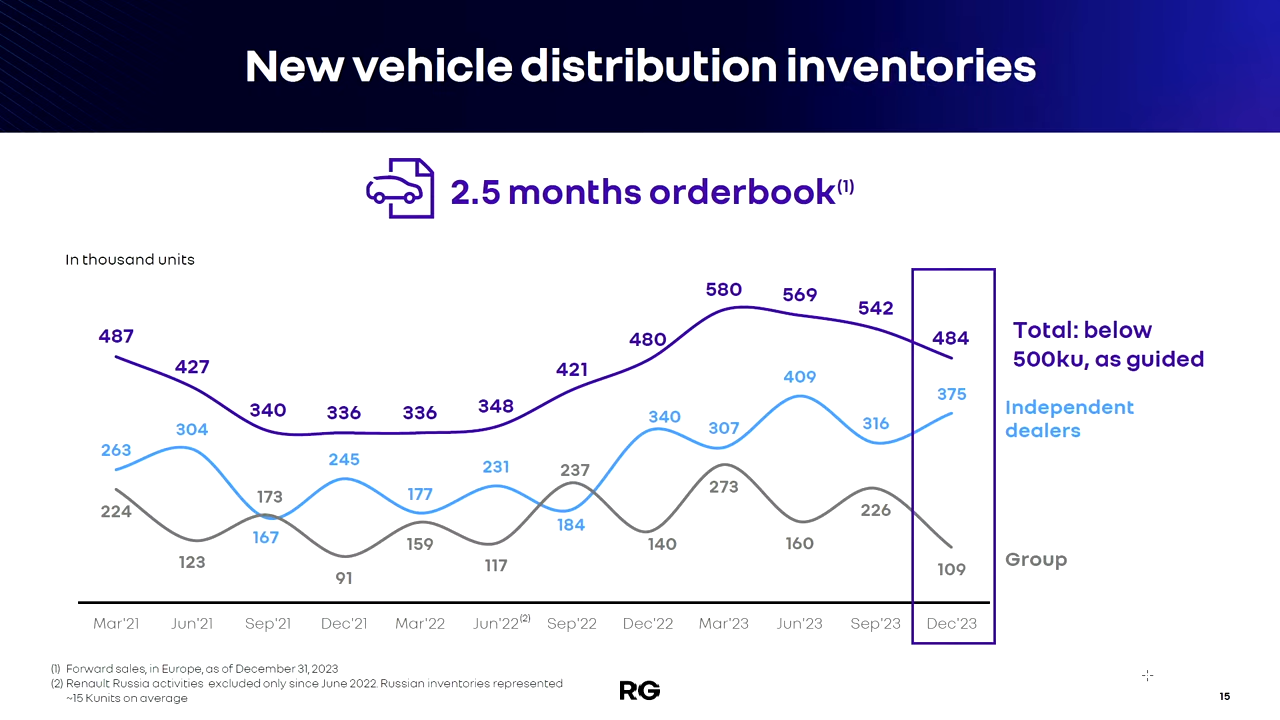 New vehicle distribution inventories
2.5 months orderbook(1)
In thousand units
487
427
340
336
336
348
421
480
580
569
542
484
Total: below
500ku, as guided
263
304
167
245
177
231
184
340
307
409
316
375
Independent
dealers
224
123
173
91
159
117
237
140
273
160
226
109
Group
Mar'21 Jun'21 Sep'21 Dec'21 Mar'22 Jun'22(2) Sep'22 Dec'22 Mar'23 Jun'23 Sep'23 Dec'23
(1) Forward sales, in Europe, as of December 31, 2023
(2) Renault Russia activities excluded only since June 2022. Russian inventories represented
~15 Kunits on average
RG
15